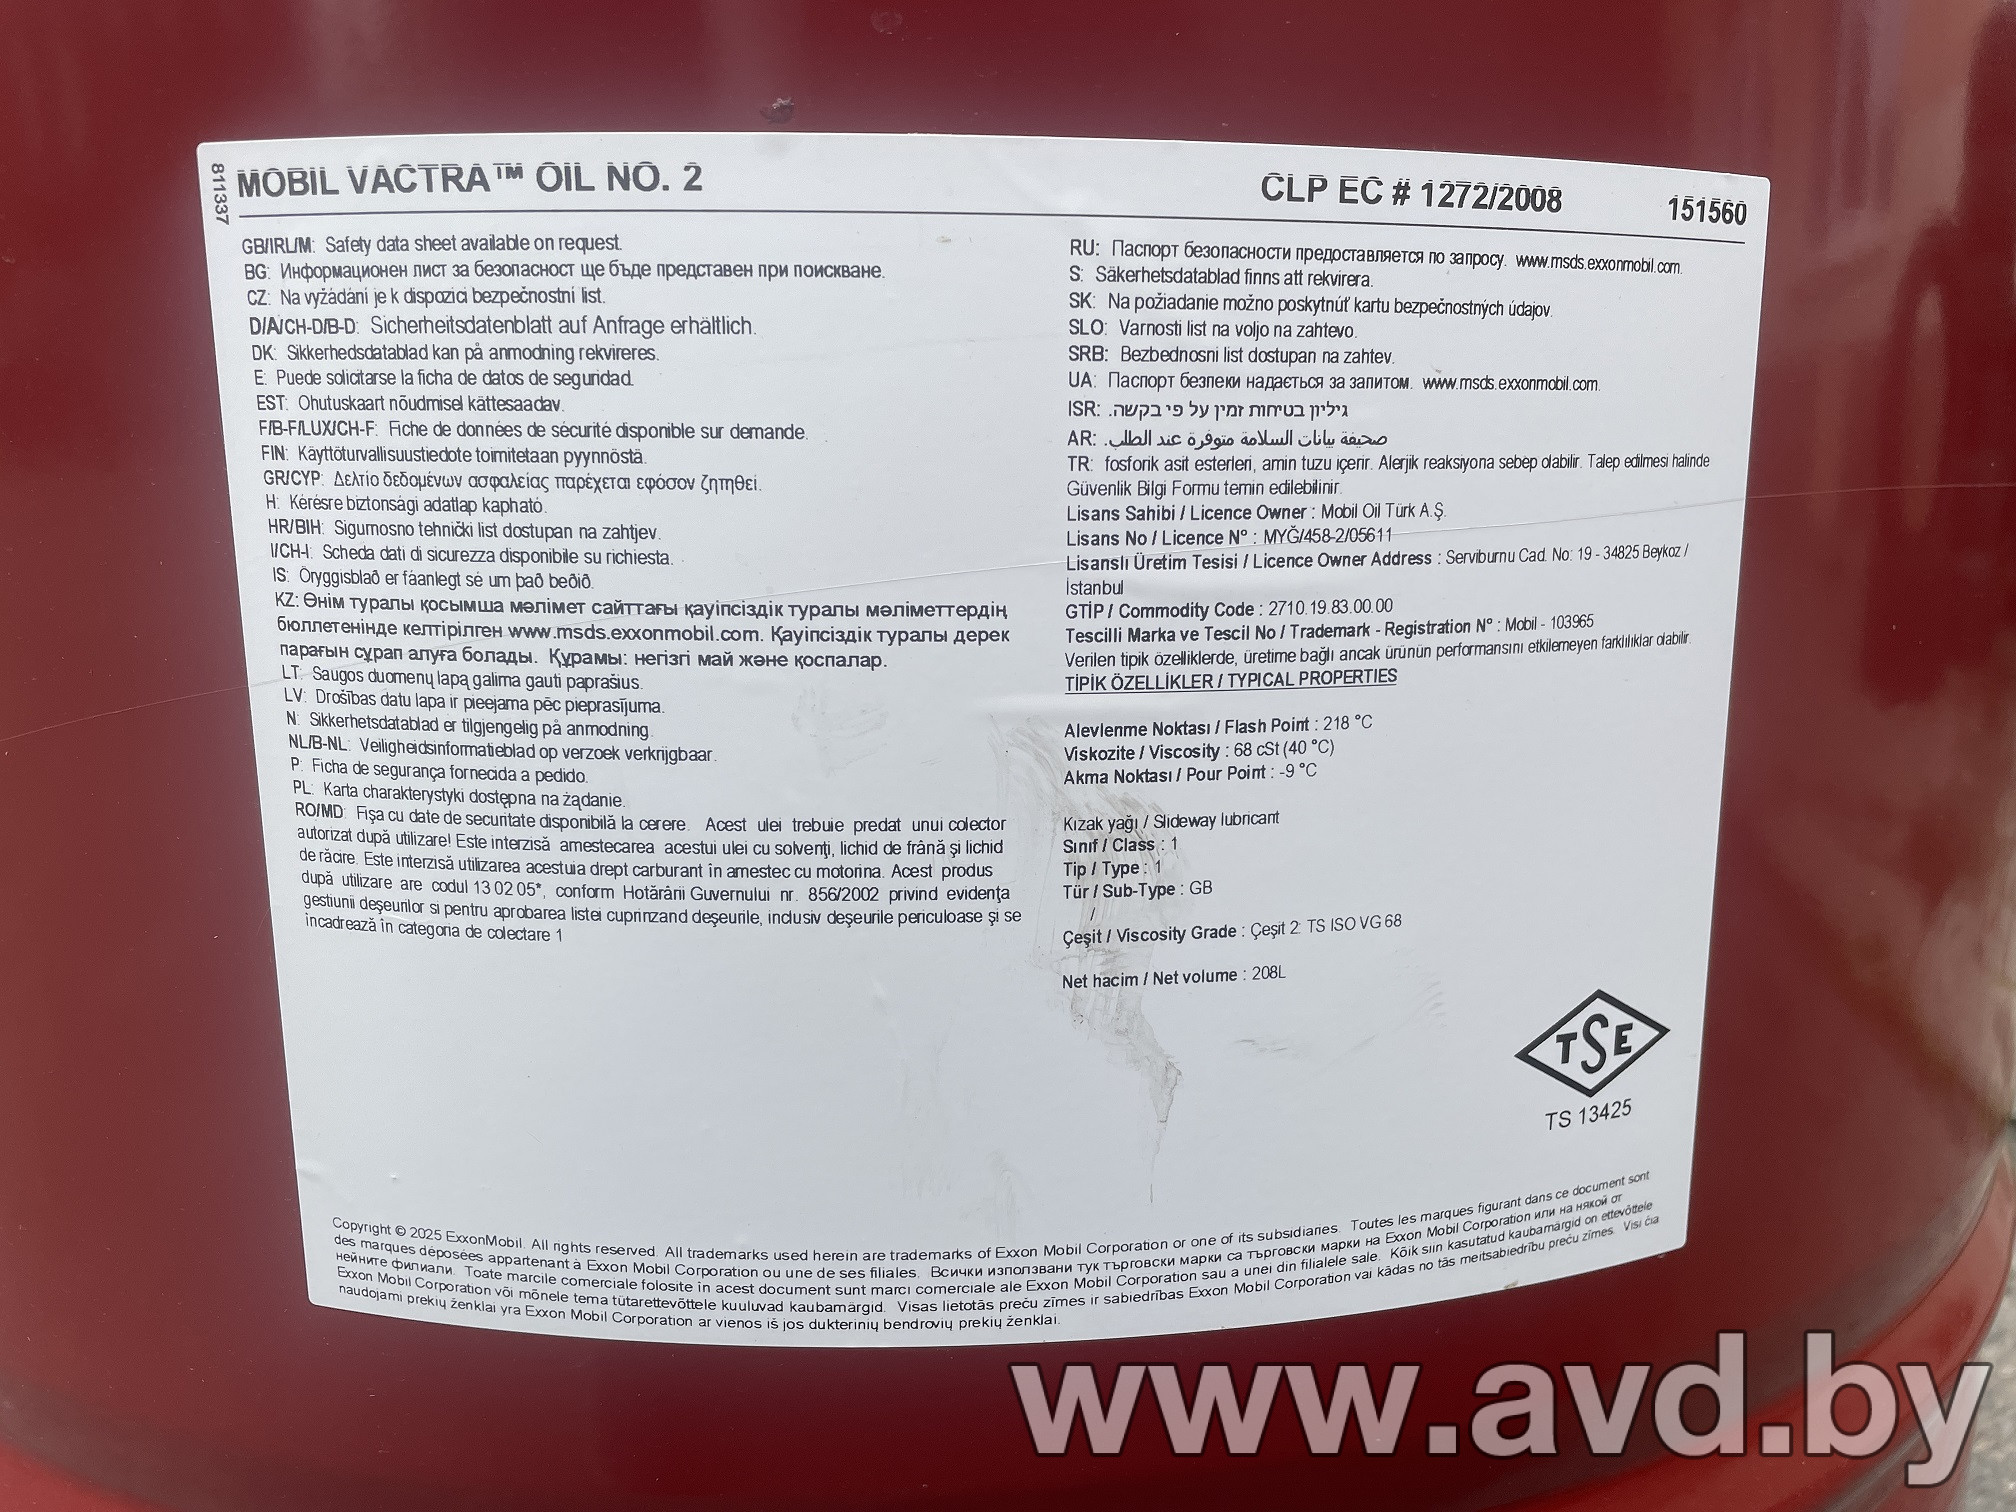 811337
MOBIL VACTRA™ OIL NO. 2
CLP EC # 1272/2008
151560
GB/IRL/M: Safety data sheet available on request.
BG: Информационен лист за безопасност ще бъде представен при поискване.
CZ: Na vyžádání je k dispozici bezpečnostní list.
D/A/CH-D/B-D: Sicherheitsdatenblatt auf Anfrage erhältlich.
DK: Sikkerhedsdatablad kan på anmodning rekvireres.
E: Puede solicitarse la ficha de datos de seguridad.
EST: Ohutuskaart nõudmisel kättesaadav.
F/B-F/LUX/CH-F: Fiche de données de sécurité disponible sur demande.
FIN: Käyttöturvallisuustiedote toimitetaan pyynnöstä.
GR/CYP: Δελτίο δεδομένων ασφαλείας παρέχεται εφόσον ζητηθεί.
H: Kérésre biztonsági adatlap kapható.
HR/BIH: Sigurnosno tehnički list dostupan na zahtjev.
I/CH-I: Scheda dati di sicurezza disponibile su richiesta.
IS: Öryggisblað er fáanlegt sé um það beðið.
KZ: Өнім туралы қосымша мәлімет сайттағы қауіпсіздік туралы мәліметтердің
бюллетенінде келтірілген www.msds.exxonmobil.com. Қауіпсіздік туралы дерек
парағын сұрап алуға болады. Құрамы: негізгі май және қоспалар.
LT: Saugos duomenų lapą galima gauti paprašius.
LV: Drošības datu lapa ir pieejama pēc pieprasījuma.
N: Sikkerhetsdatablad er tilgjengelig på anmodning.
NL/B-NL: Veiligheidsinformatieblad op verzoek verkrijgbaar.
P: Ficha de segurança fornecida a pedido.
PL: Karta charakterystyki dostępna na żądanie.
RO/MD: Fişa cu date de securitate disponibilă la cerere. Acest ulei trebuie predat unui colector
autorizat după utilizare! Este interzisă amestecarea acestui ulei cu solvenţi, lichid de frână şi lichid
de răcire. Este interzisă utilizarea acestuia drept carburant în amestec cu motorina. Acest produs
după utilizare are codul 13 02 05*, conform Hotărârii Guvernului nr. 856/2002 privind evidenţa
gestiunii deşeurilor si pentru aprobarea listei cuprinzand deşeurile, inclusiv deşeurile periculoase şi se
încadrează în categoria de colectare 1
RU: Паспорт безопасности предоставляется по запросу. www.msds.exxonmobil.com.
S: Säkerhetsdatablad finns att rekvirera.
SK: Na požiadanie možno poskytnúť kartu bezpečnostných údajov.
SLO: Varnosti list na voljo na zahtevo.
SRB: Bezbednosni list dostupan na zahtev.
UA: Паспорт безпеки надається за запитом. www.msds.exxonmobil.com.
ISR: גיליון בטיחות זמין על פי בקשה.
AR: صحيفة بيانات السلامة متوفرة عند الطلب.
TR: fosforik asit esterleri, amin tuzu içerir. Alerjik reaksiyona sebep olabilir. Talep edilmesi halinde
Güvenlik Bilgi Formu temin edilebilinir.
Lisans Sahibi / Licence Owner : Mobil Oil Türk A.Ş.
Lisans No / Licence N° : MYĞ/458-2/05611
Lisanslı Üretim Tesisi / Licence Owner Address : Serviburnu Cad. No: 19 - 34825 Beykoz /
İstanbul
GTİP / Commodity Code : 2710.19.83.00.00
Tescilli Marka ve Tescil No / Trademark - Registration N° : Mobil - 103965
Verilen tipik özelliklerde, üretime bağlı ancak ürünün performansını etkilemeyen farklılıklar olabilir.
TİPİK ÖZELLİKLER / TYPICAL PROPERTIES
Alevlenme Noktası / Flash Point : 218 °C
Viskozite / Viscosity : 68 cSt (40 °C)
Akma Noktası / Pour Point : -9 °C
Kızak yağı / Slideway lubricant
Sınıf / Class : 1
Tip / Type : 1
Tür / Sub-Type : GB
/
Çeşit / Viscosity Grade : Çeşit 2: TS ISO VG 68
Net hacim / Net volume : 208L
TSE
TS 13425
Copyright © 2025 ExxonMobil. All rights reserved. All trademarks used herein are trademarks of Exxon Mobil Corporation or one of its subsidiaries. Toutes les marques figurant dans ce document sont
des marques déposées appartenant à Exxon Mobil Corporation ou une de ses filiales. Всички използвани тук търговски марки са търговски марки на Exxon Mobil Corporation или на някой от
нейните филиали. Toate marcile comerciale folosite în acest document sunt marci comerciale ale Exxon Mobil Corporation sau a unei din filialele sale. Kõik siin kasutatud kaubamärgid on ettevõttele
Exxon Mobil Corporation või mõnele tema tütarettevõttele kuuluvad kaubamärgid. Visas lietotās preču zīmes ir sabiedrības Exxon Mobil Corporation vai kādas no tās meitsabiedrību preču zīmes. Visi čia
naudojami prekių ženklai yra Exxon Mobil Corporation ar vienos iš jos dukterinių bendrovių prekių ženklai.
www.avd.by